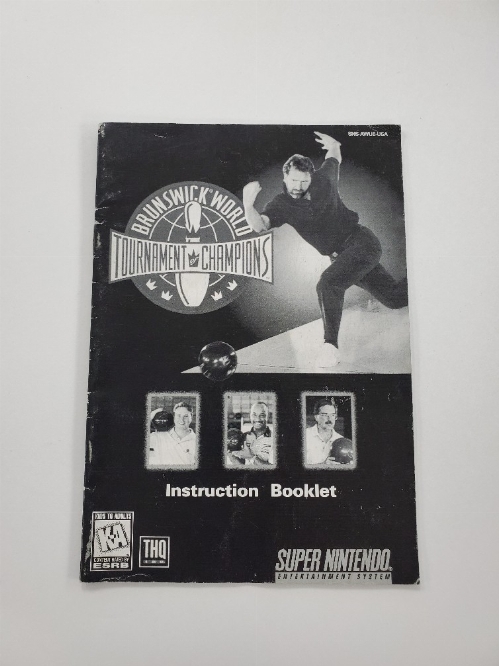 BRUNSWICK WORLD
TOURNAMENT OF CHAMPIONS
Instruction Booklet
KIDS TO ADULTS
K-A
ESRB
THQ
SUPER NINTENDO
ENTERTAINMENT SYSTEM